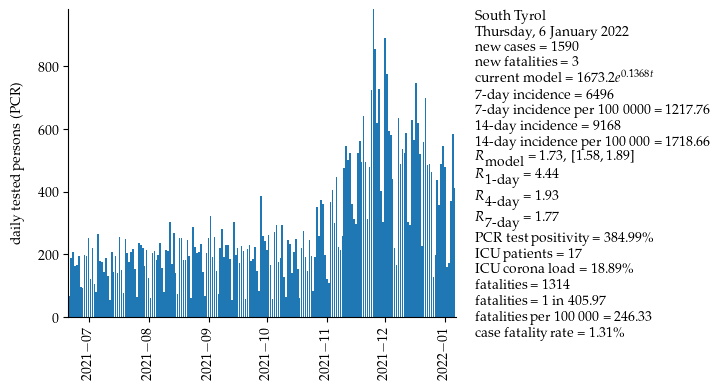 South Tyrol
Thursday, 6 January 2022
new cases = 1590
new fatalities = 3
current model = 1673.2e^0.1368t
7-day incidence = 6496
7-day incidence per 100 0000 = 1217.76
14-day incidence = 9168
14-day incidence per 100 000 = 1718.66
R_model = 1.73, [1.58, 1.89]
R_1-day = 4.44
R_4-day = 1.93
R_7-day = 1.77
PCR test positivity = 384.99%
ICU patients = 17
ICU corona load = 18.89%
fatalities = 1314
fatalities = 1 in 405.97
fatalities per 100 000 = 246.33
case fatality rate = 1.31%
daily tested persons (PCR)
800
600
400
200
0
2021−07
2021−08
2021−09
2021−10
2021−11
2021−12
2022−01